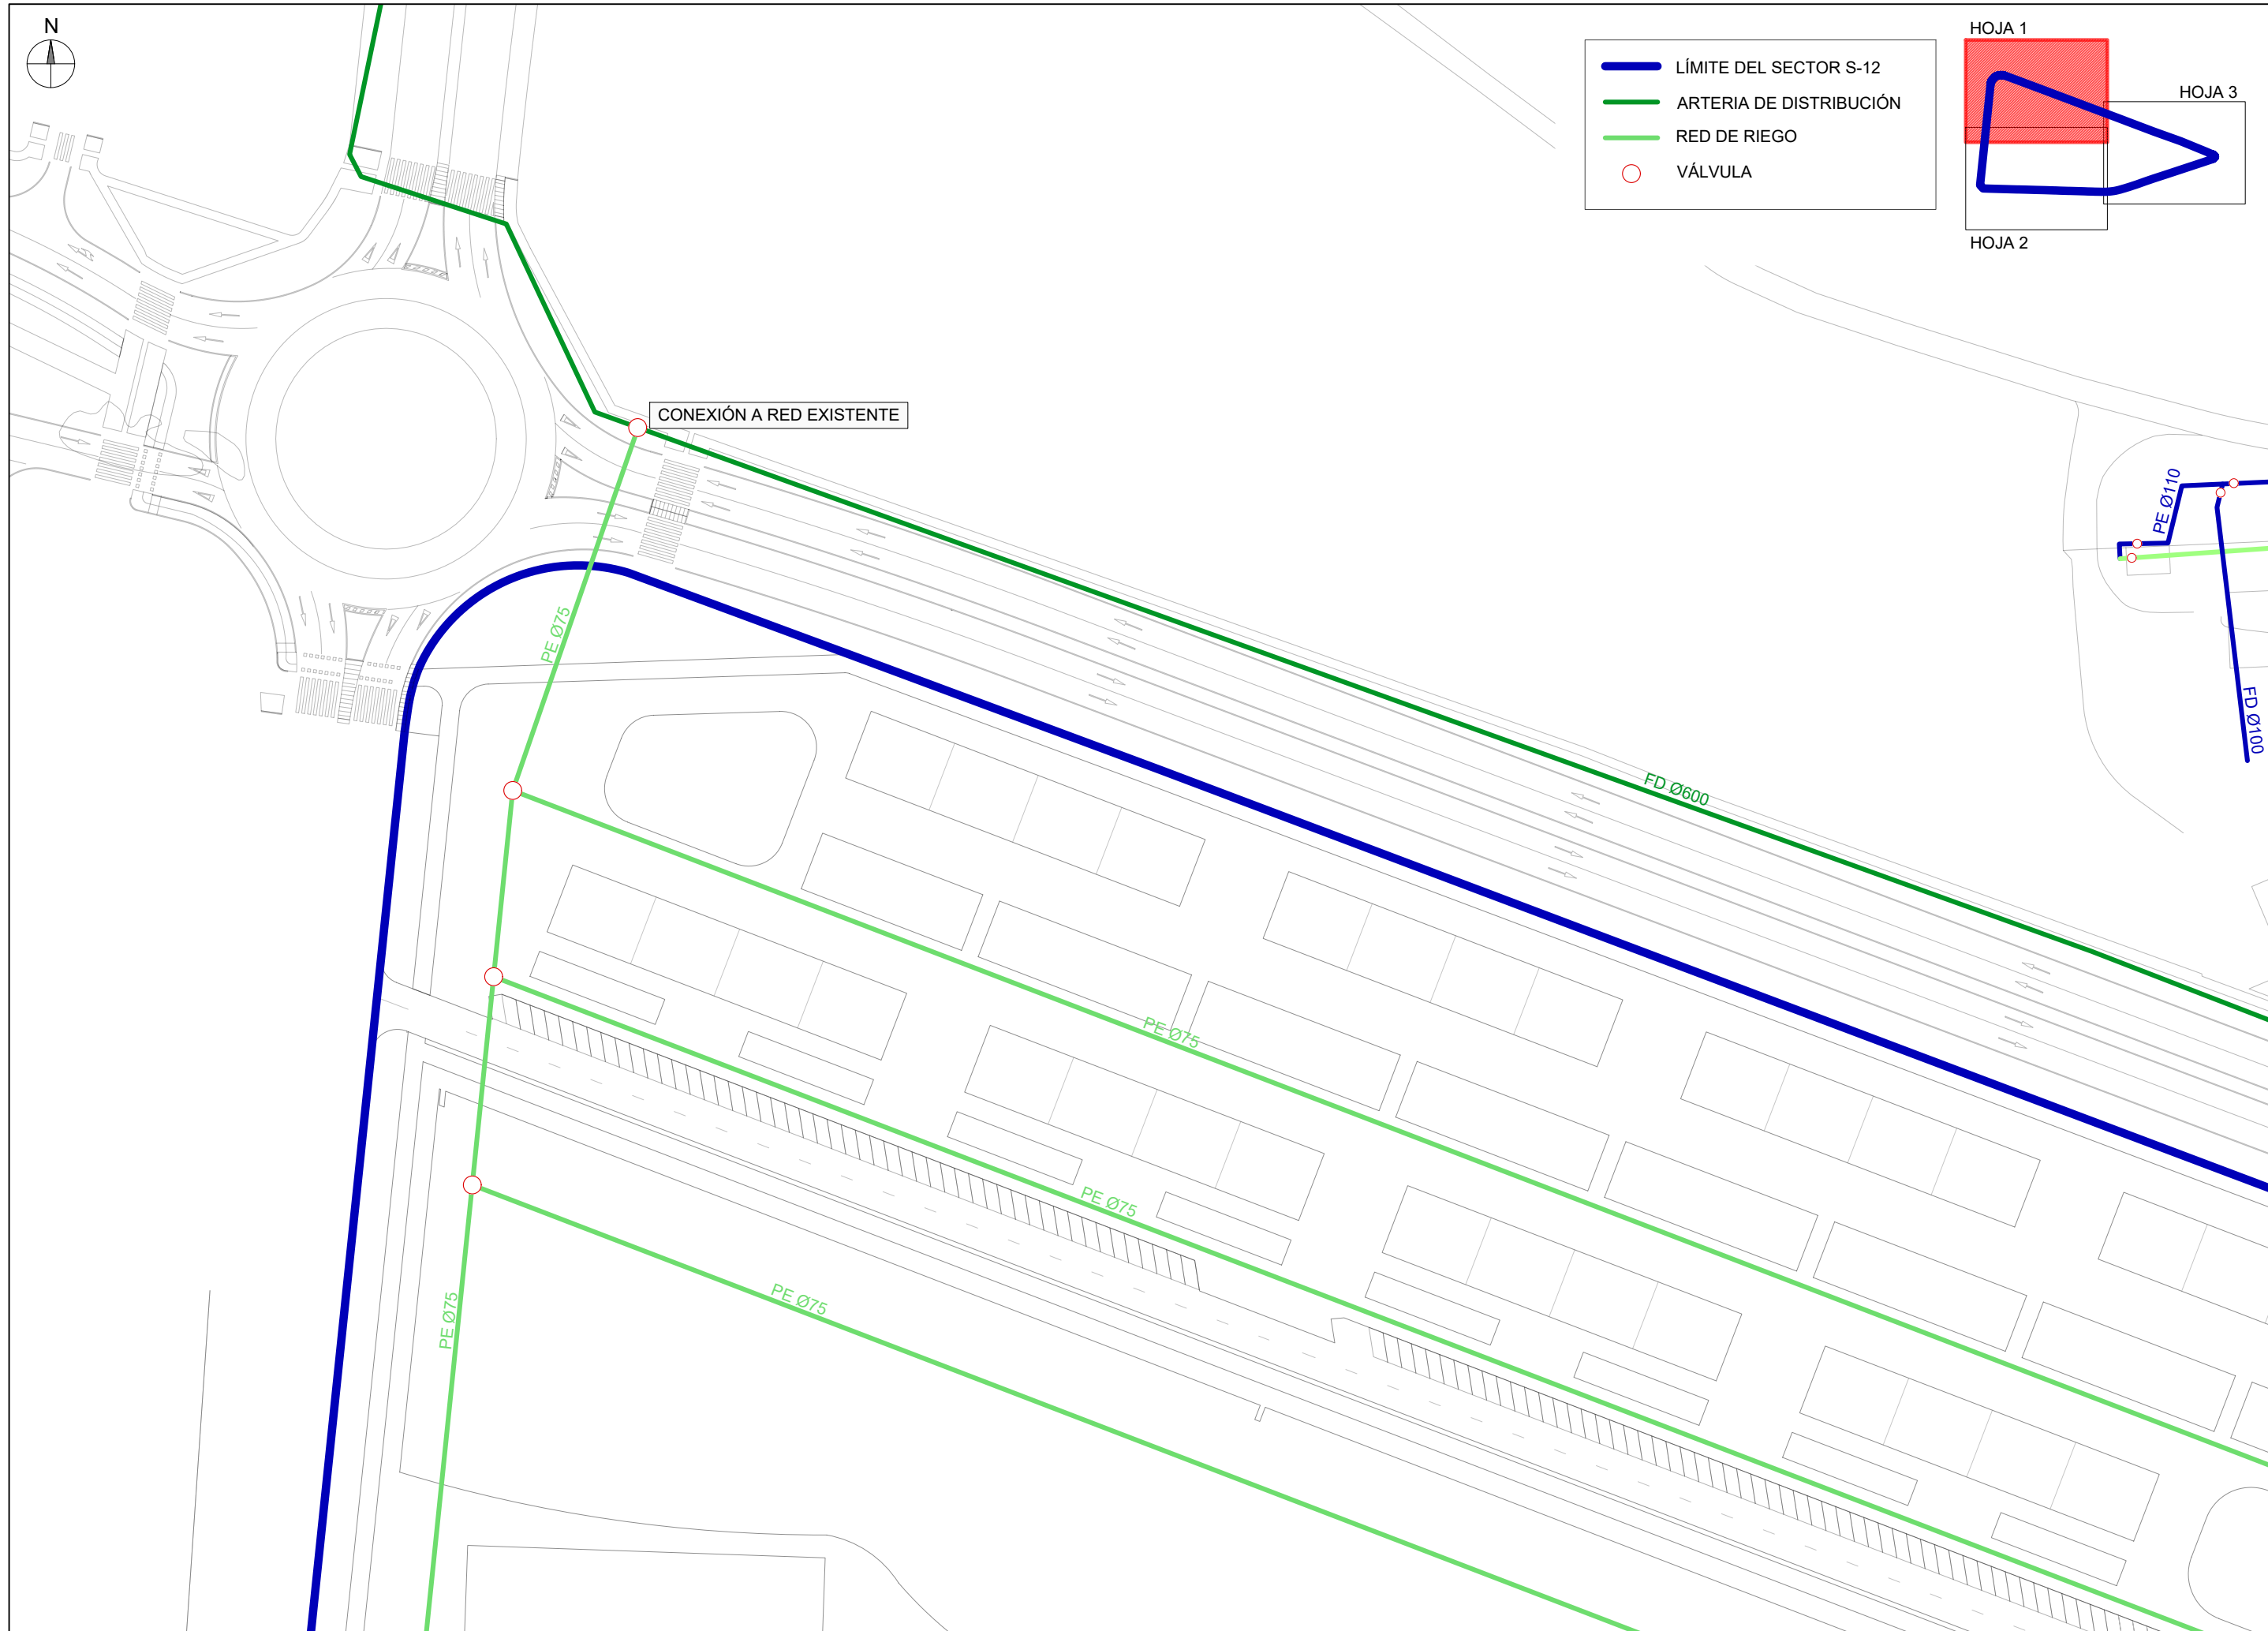 N
HOJA 1
LÍMITE DEL SECTOR S-12
ARTERIA DE DISTRIBUCIÓN
RED DE RIEGO
VÁLVULA
HOJA 3
HOJA 2
CONEXIÓN A RED EXISTENTE
PE Ø110
PE Ø75
FD Ø100
FD Ø600
PE Ø75
PE Ø75
PE Ø75
PE Ø75